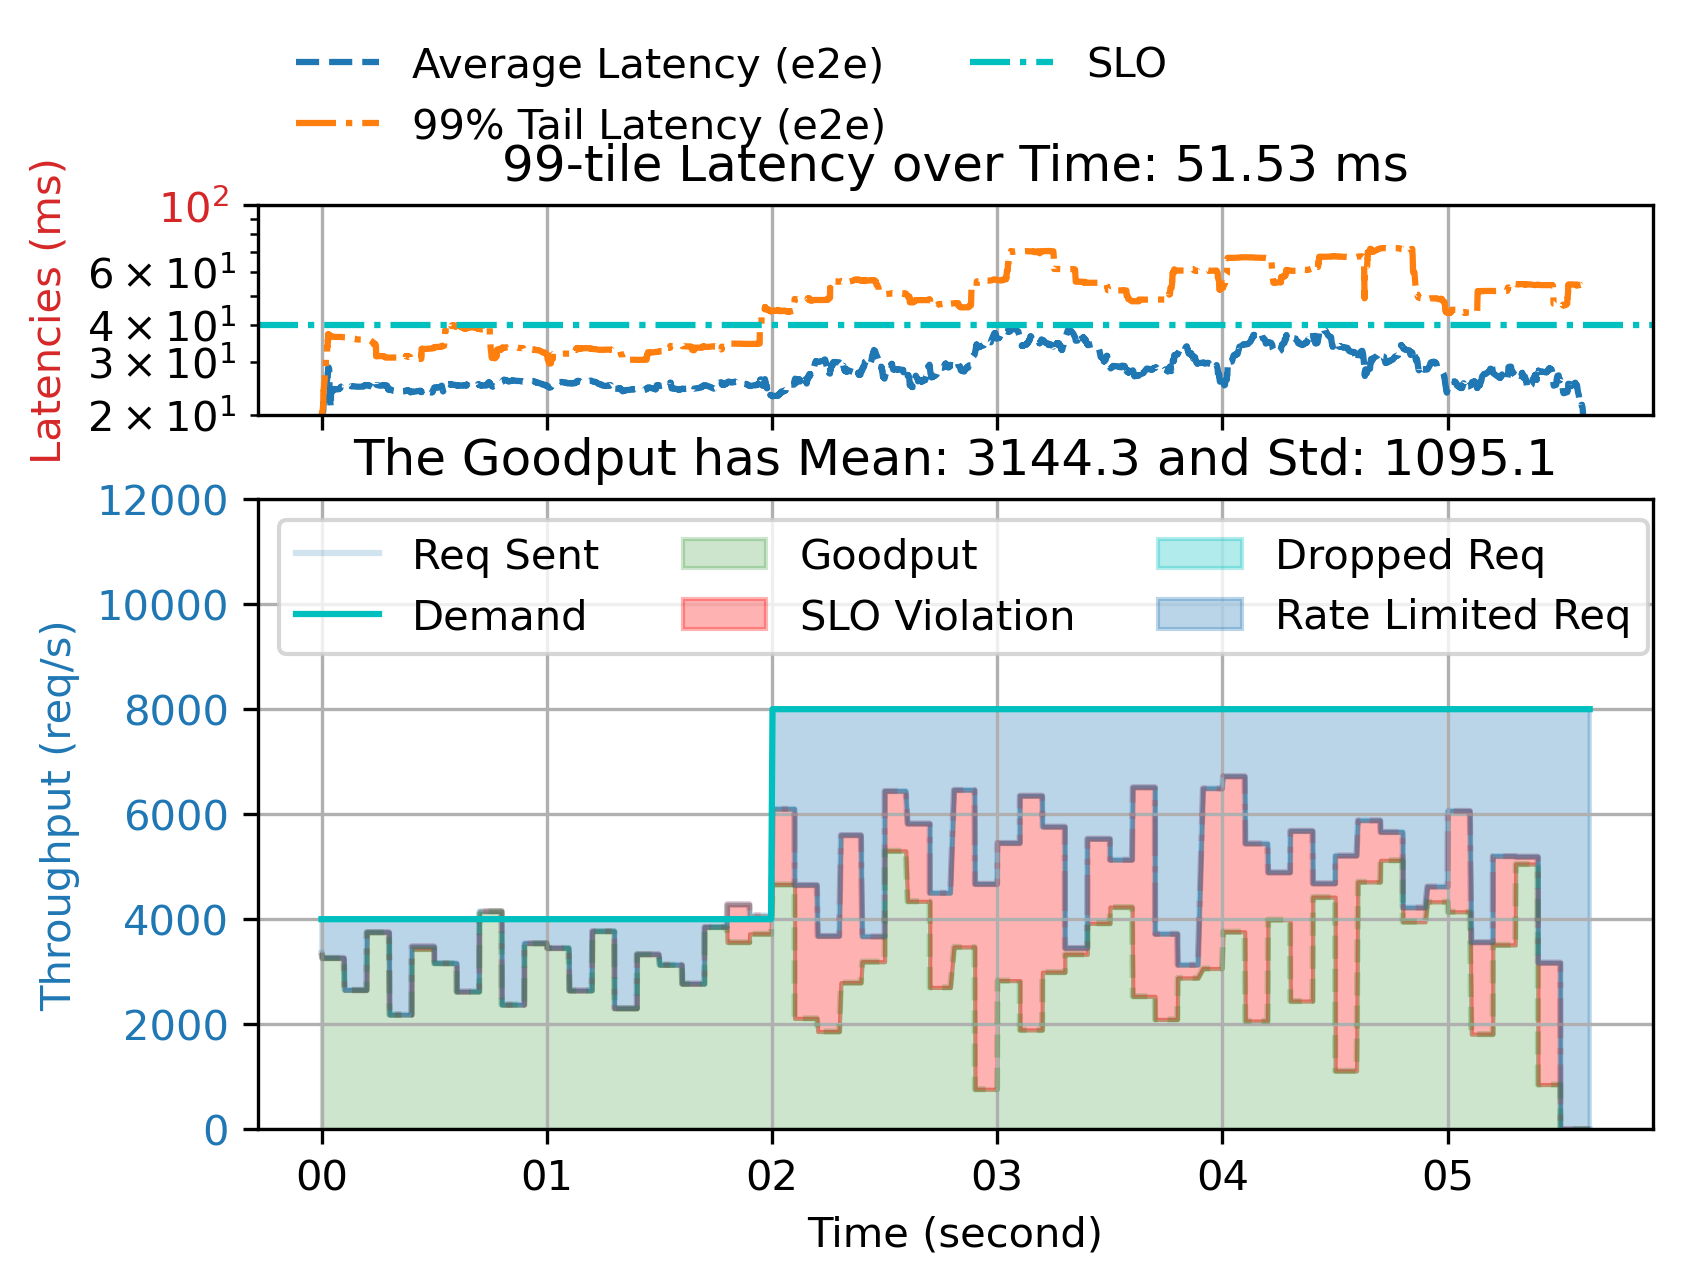 Average Latency (e2e) SLO
99% Tail Latency (e2e)
99-tile Latency over Time: 51.53 ms
Latencies (ms)
10²
6 × 10¹
4 × 10¹
3 × 10¹
2 × 10¹
The Goodput has Mean: 3144.3 and Std: 1095.1
Throughput (req/s)
12000
10000
8000
6000
4000
2000
0
Req Sent Goodput Dropped Req
Demand SLO Violation Rate Limited Req
00 01 02 03 04 05
Time (second)